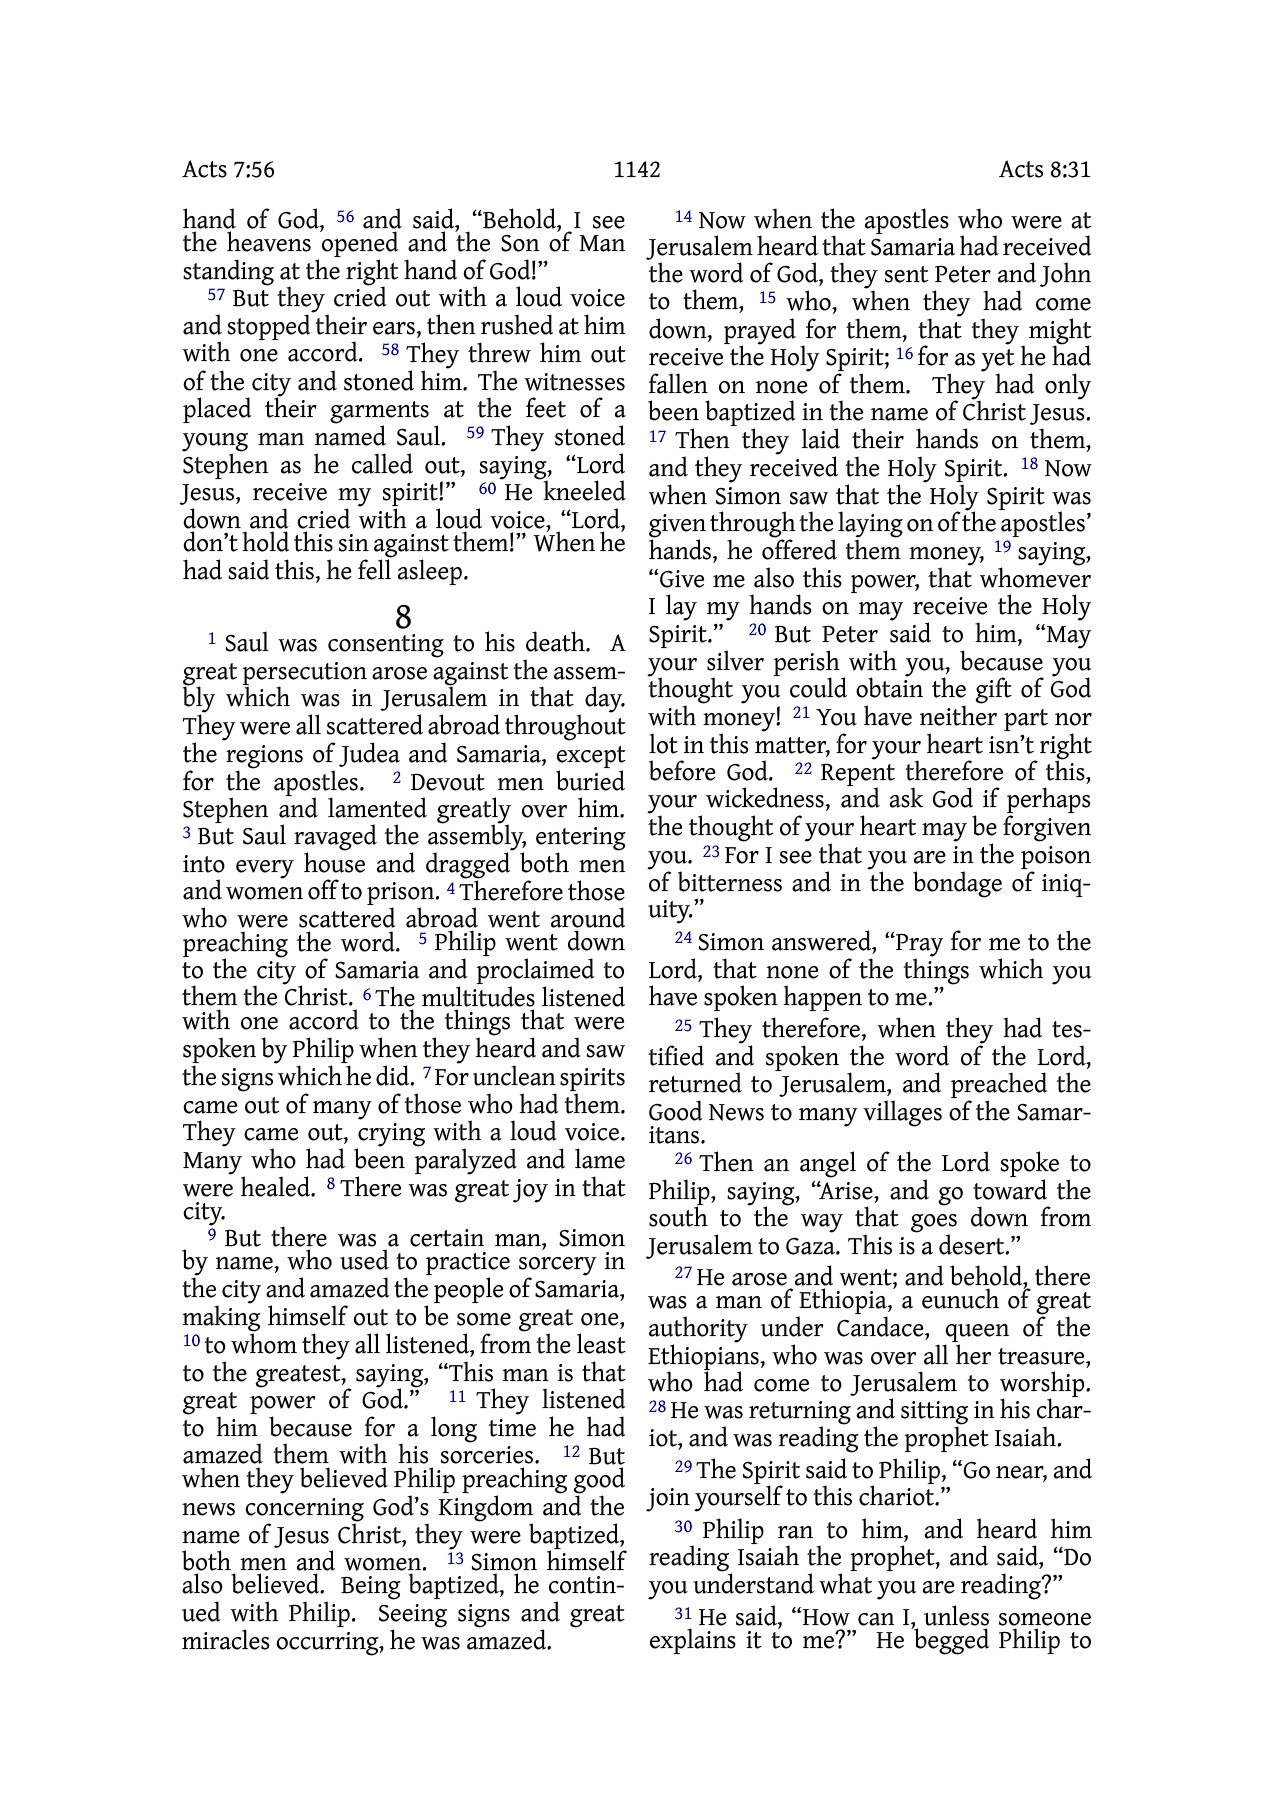 Acts 7:56 1142 Acts 8:31
hand of God, 56 and said, “Behold, I see
the heavens opened and the Son of Man
standing at the right hand of God!”
57 But they cried out with a loud voice
and stopped their ears, then rushed at him
with one accord. 58 They threw him out
of the city and stoned him. The witnesses
placed their garments at the feet of a
young man named Saul. 59 They stoned
Stephen as he called out, saying, “Lord
Jesus, receive my spirit!” 60 He kneeled
down and cried with a loud voice, “Lord,
don’t hold this sin against them!” When he
had said this, he fell asleep.
8
1 Saul was consenting to his death. A
great persecution arose against the assem-
bly which was in Jerusalem in that day.
They were all scattered abroad throughout
the regions of Judea and Samaria, except
for the apostles. 2 Devout men buried
Stephen and lamented greatly over him.
3 But Saul ravaged the assembly, entering
into every house and dragged both men
and women off to prison. 4 Therefore those
who were scattered abroad went around
preaching the word. 5 Philip went down
to the city of Samaria and proclaimed to
them the Christ. 6 The multitudes listened
with one accord to the things that were
spoken by Philip when they heard and saw
the signs which he did. 7 For unclean spirits
came out of many of those who had them.
They came out, crying with a loud voice.
Many who had been paralyzed and lame
were healed. 8 There was great joy in that
city.
9 But there was a certain man, Simon
by name, who used to practice sorcery in
the city and amazed the people of Samaria,
making himself out to be some great one,
10 to whom they all listened, from the least
to the greatest, saying, “This man is that
great power of God.” 11 They listened
to him because for a long time he had
amazed them with his sorceries. 12 But
when they believed Philip preaching good
news concerning God’s Kingdom and the
name of Jesus Christ, they were baptized,
both men and women. 13 Simon himself
also believed. Being baptized, he contin-
ued with Philip. Seeing signs and great
miracles occurring, he was amazed.
14 Now when the apostles who were at
Jerusalem heard that Samaria had received
the word of God, they sent Peter and John
to them, 15 who, when they had come
down, prayed for them, that they might
receive the Holy Spirit; 16 for as yet he had
fallen on none of them. They had only
been baptized in the name of Christ Jesus.
17 Then they laid their hands on them,
and they received the Holy Spirit. 18 Now
when Simon saw that the Holy Spirit was
given through the laying on of the apostles’
hands, he offered them money, 19 saying,
“Give me also this power, that whomever
I lay my hands on may receive the Holy
Spirit.” 20 But Peter said to him, “May
your silver perish with you, because you
thought you could obtain the gift of God
with money! 21 You have neither part nor
lot in this matter, for your heart isn’t right
before God. 22 Repent therefore of this,
your wickedness, and ask God if perhaps
the thought of your heart may be forgiven
you. 23 For I see that you are in the poison
of bitterness and in the bondage of iniq-
uity.”
24 Simon answered, “Pray for me to the
Lord, that none of the things which you
have spoken happen to me.”
25 They therefore, when they had tes-
tified and spoken the word of the Lord,
returned to Jerusalem, and preached the
Good News to many villages of the Samar-
itans.
26 Then an angel of the Lord spoke to
Philip, saying, “Arise, and go toward the
south to the way that goes down from
Jerusalem to Gaza. This is a desert.”
27 He arose and went; and behold, there
was a man of Ethiopia, a eunuch of great
authority under Candace, queen of the
Ethiopians, who was over all her treasure,
who had come to Jerusalem to worship.
28 He was returning and sitting in his char-
iot, and was reading the prophet Isaiah.
29 The Spirit said to Philip, “Go near, and
join yourself to this chariot.”
30 Philip ran to him, and heard him
reading Isaiah the prophet, and said, “Do
you understand what you are reading?”
31 He said, “How can I, unless someone
explains it to me?” He begged Philip to